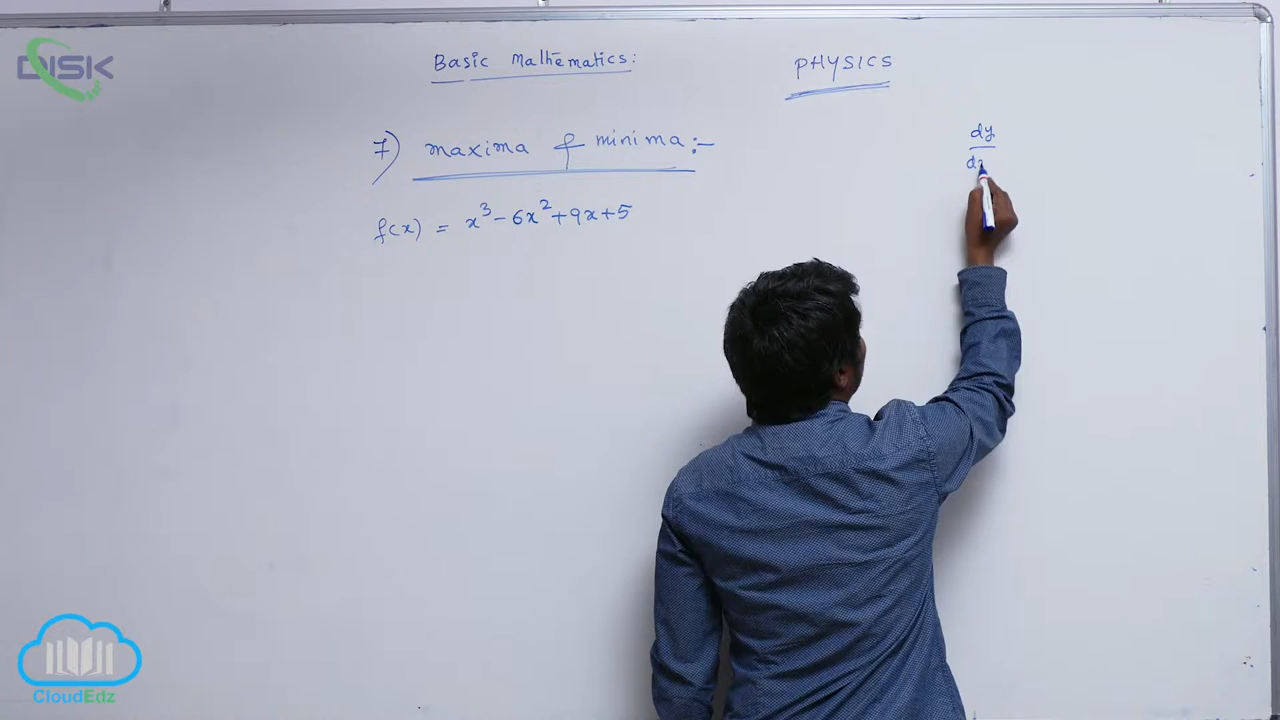 DISK
Basic Mathematics:
PHYSICS
7) maxima & minima:-
f(x) = x³-6x²+9x+5
dy
CloudEdz